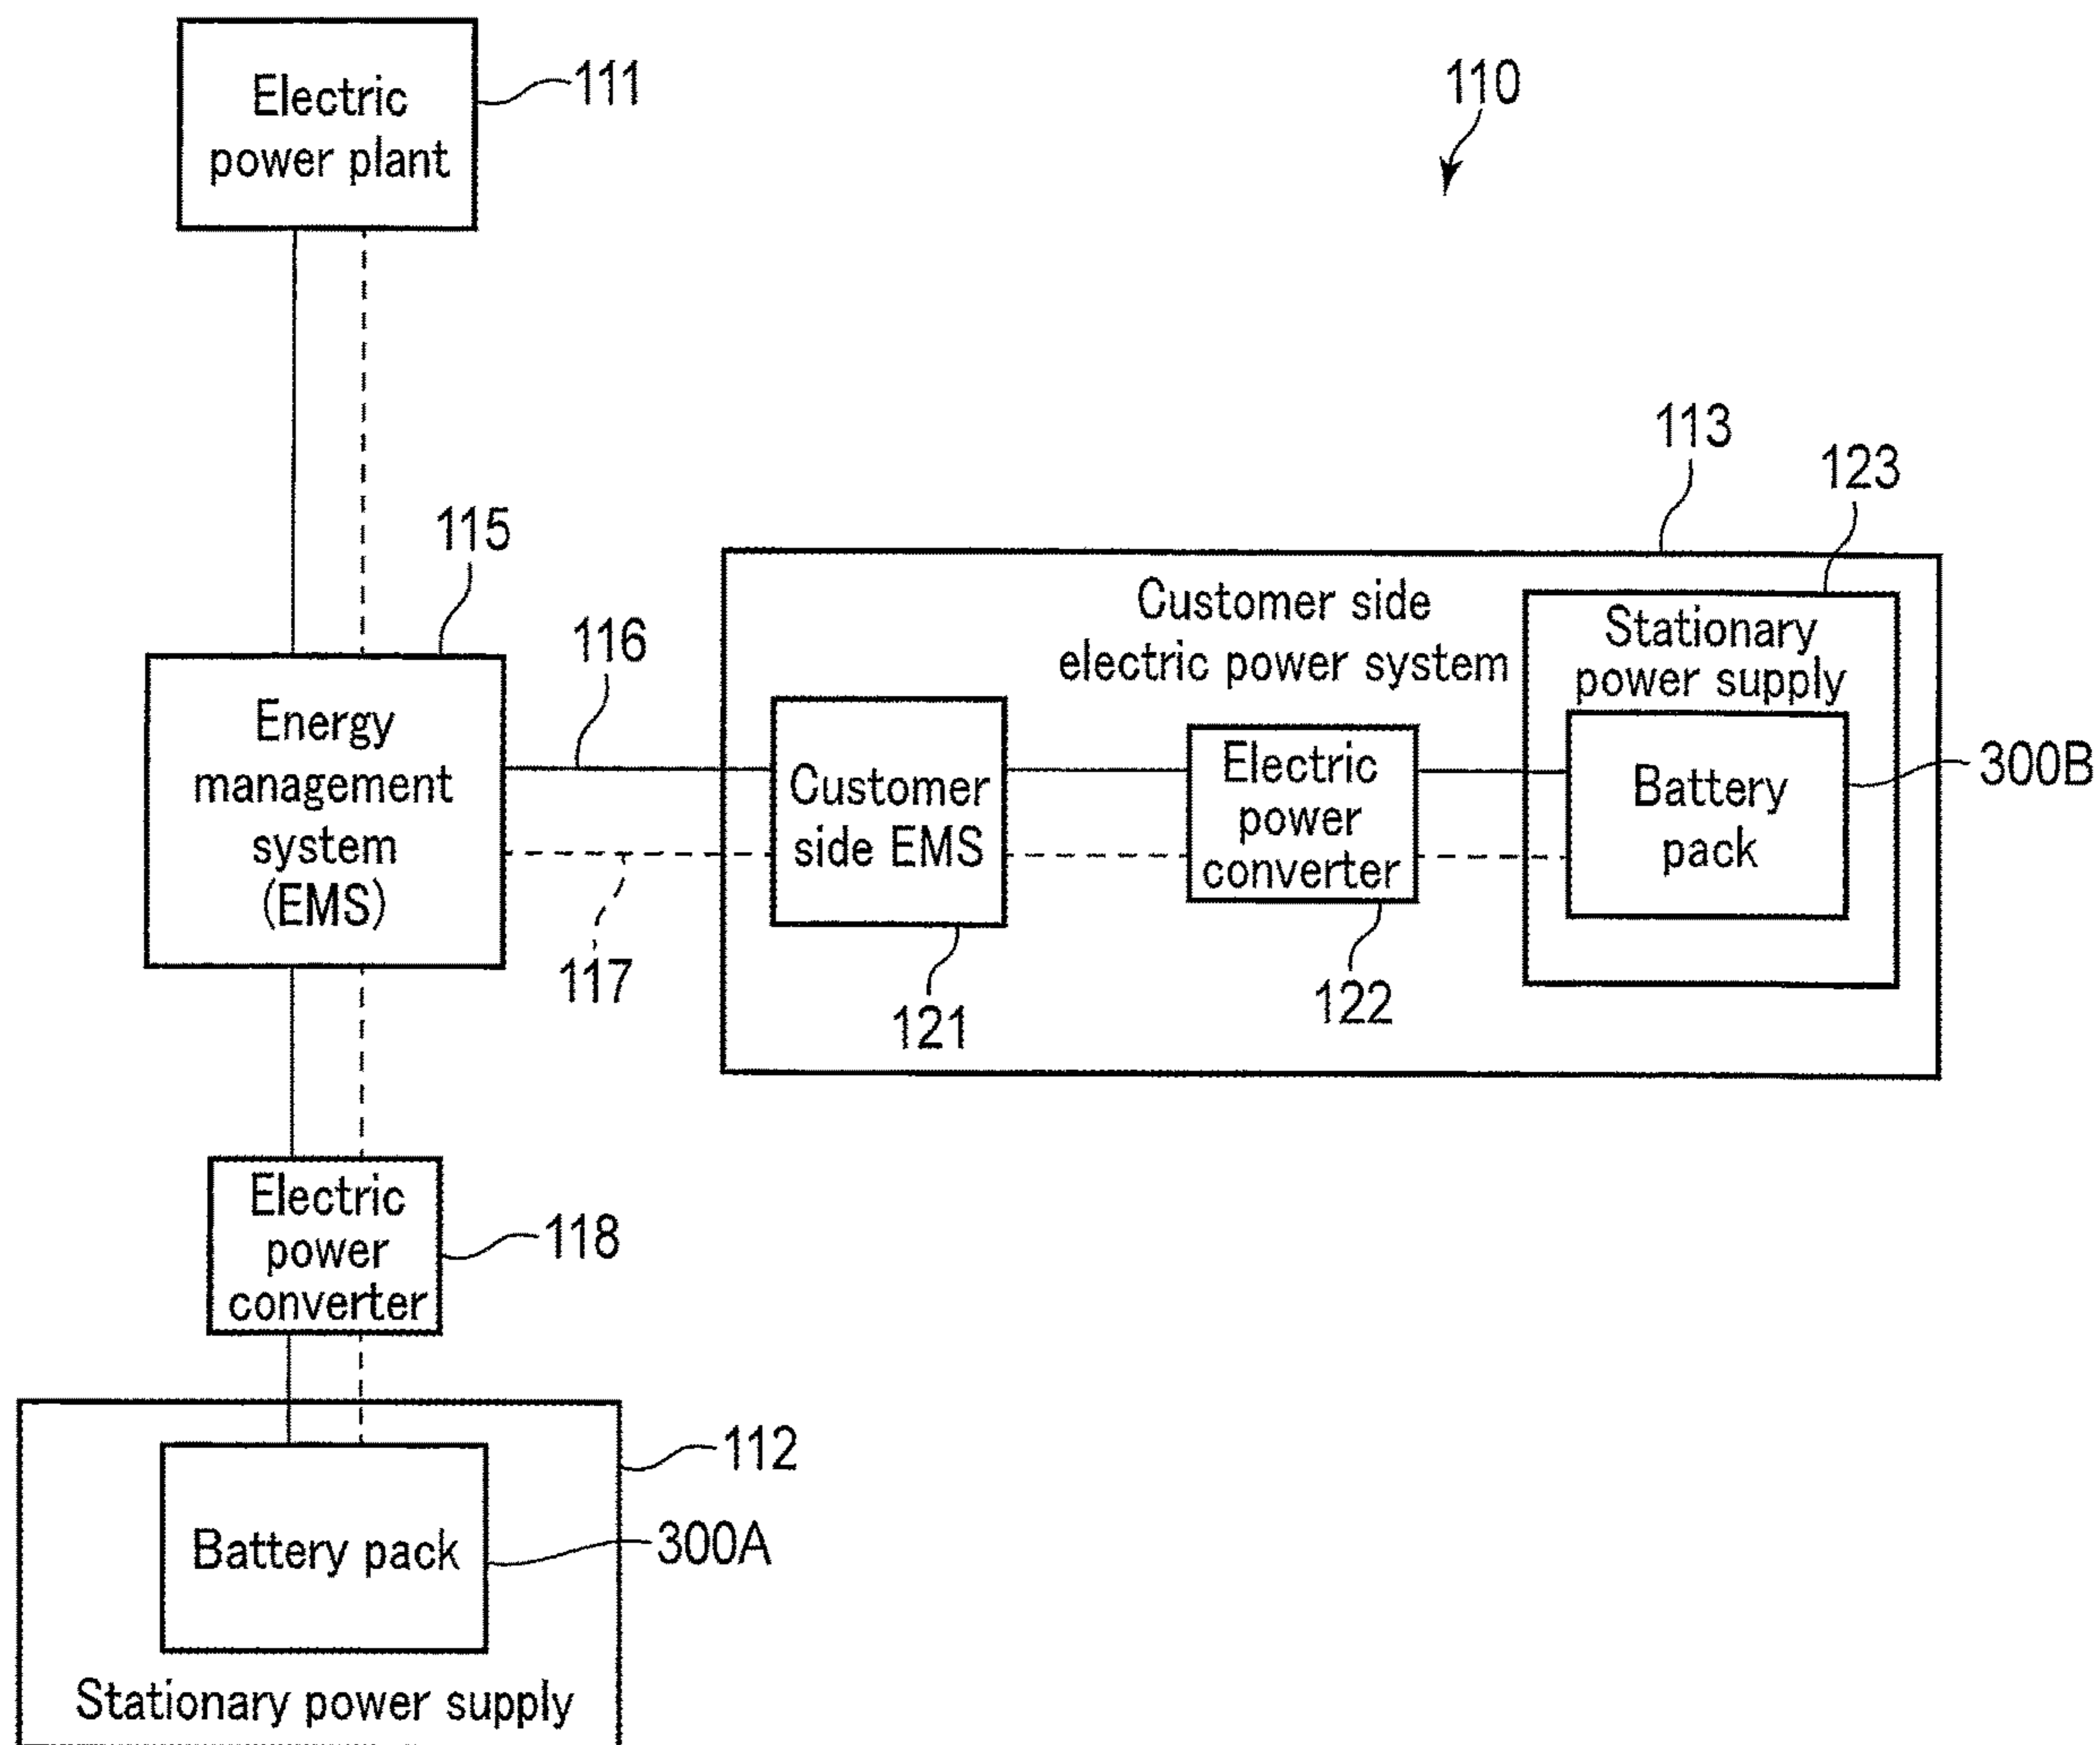 Electric
power plant
111
110
113
123
115
116
Customer side
electric power system
Stationary
power supply
Energy
management
system
(EMS)
Customer
side EMS
Electric
power
converter
Battery
pack
300B
117
121
122
Electric
power
converter
118
112
Battery pack
300A
Stationary power supply